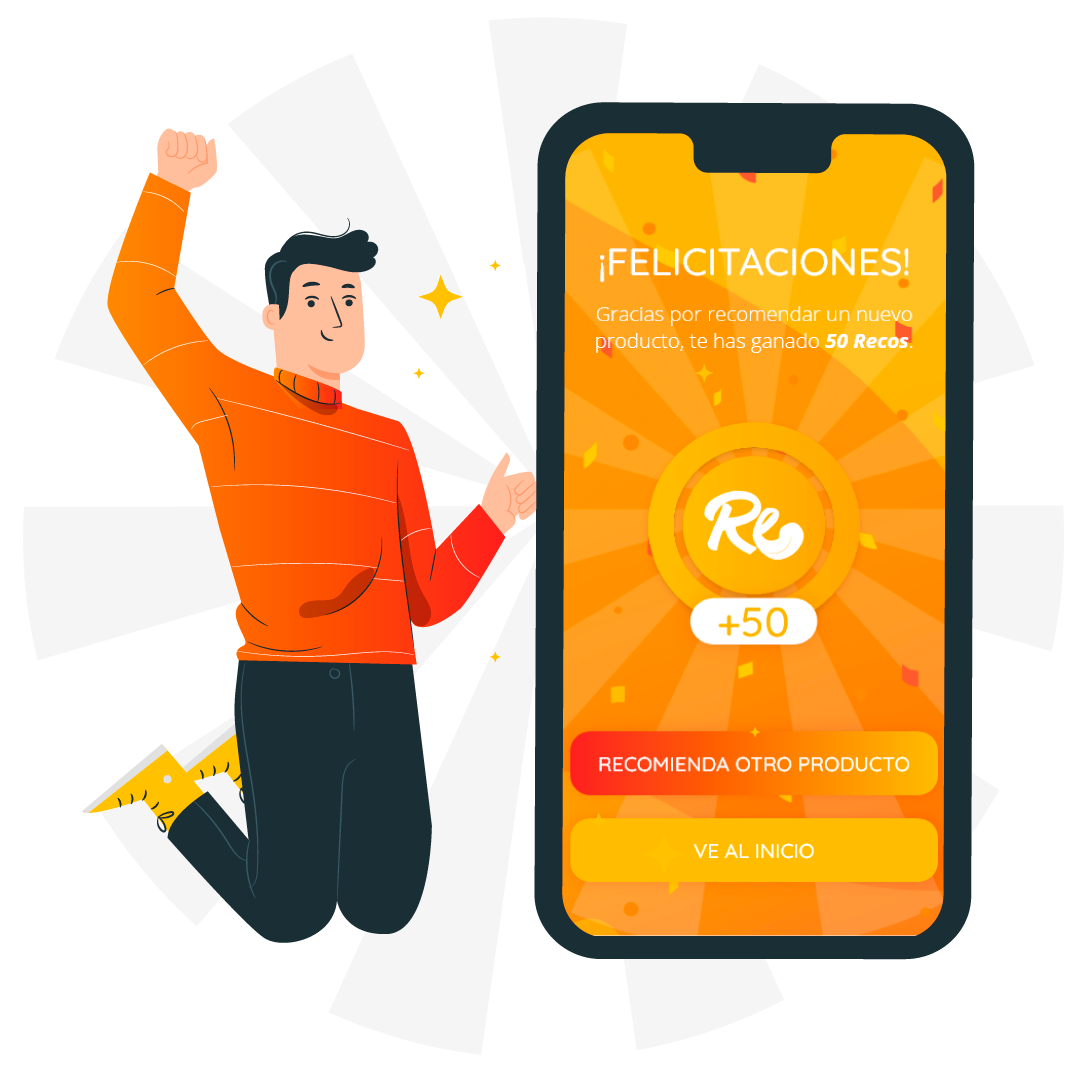 ¡FELICITACIONES!
Gracias por recomendar un nuevo
producto, te has ganado 50 Recos.
Re
+50
RECOMIENDA OTRO PRODUCTO
VE AL INICIO